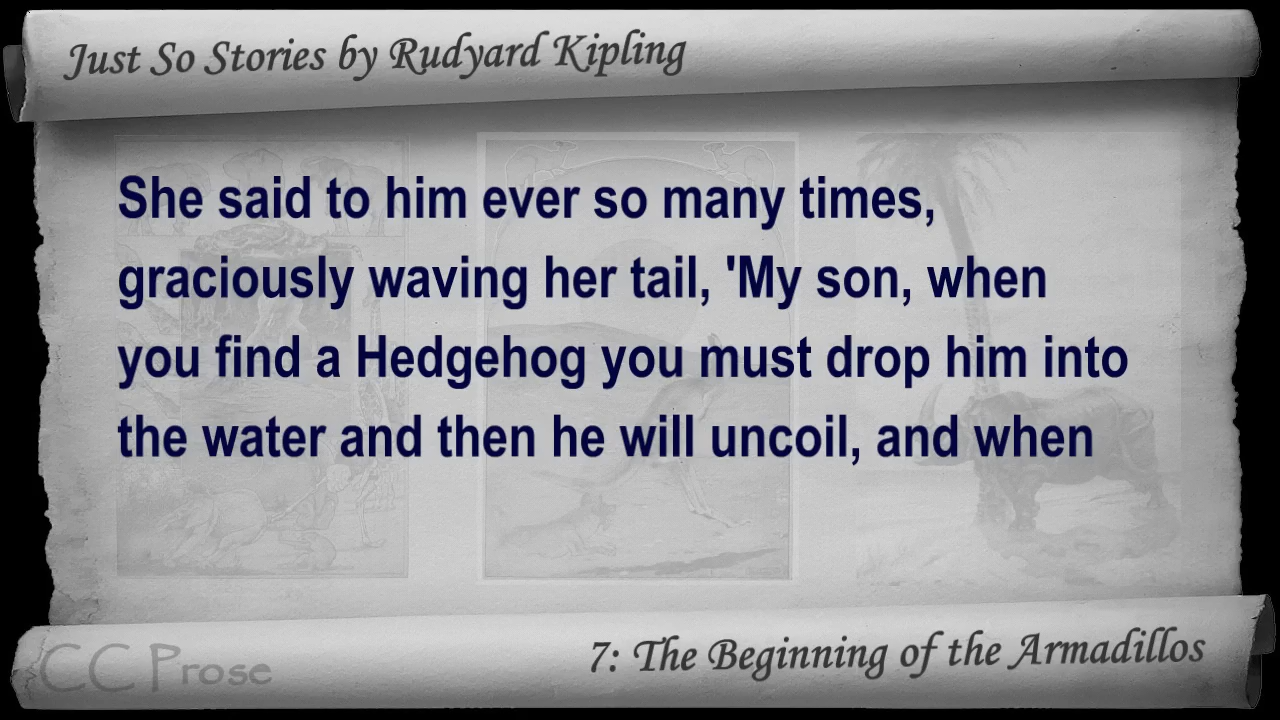 Just So Stories by Rudyard Kipling
She said to him ever so many times,
graciously waving her tail, 'My son, when
you find a Hedgehog you must drop him into
the water and then he will uncoil, and when
CC Prose
7: The Beginning of the Armadillos